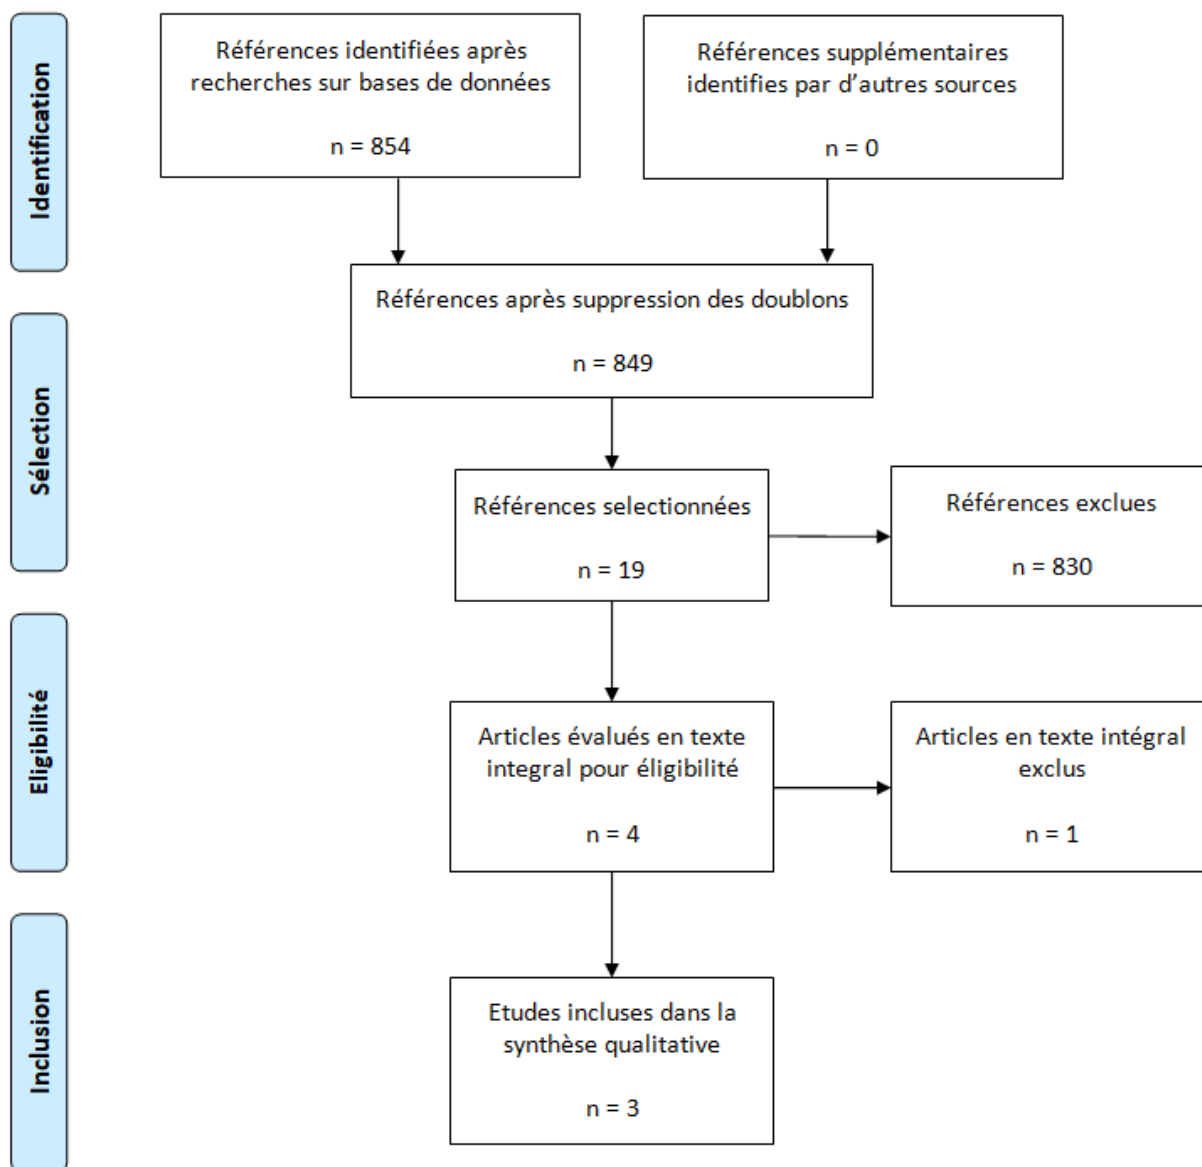 Identification
Références identifiées après
recherches sur bases de données
n = 854
Références supplémentaires
identifies par d’autres sources
n = 0
Références après suppression des doublons
n = 849
Sélection
Références selectionnées
n = 19
Références exclues
n = 830
Eligibilité
Articles évalués en texte
integral pour éligibilité
n = 4
Articles en texte intégral
exclus
n = 1
Inclusion
Etudes incluses dans la
synthèse qualitative
n = 3